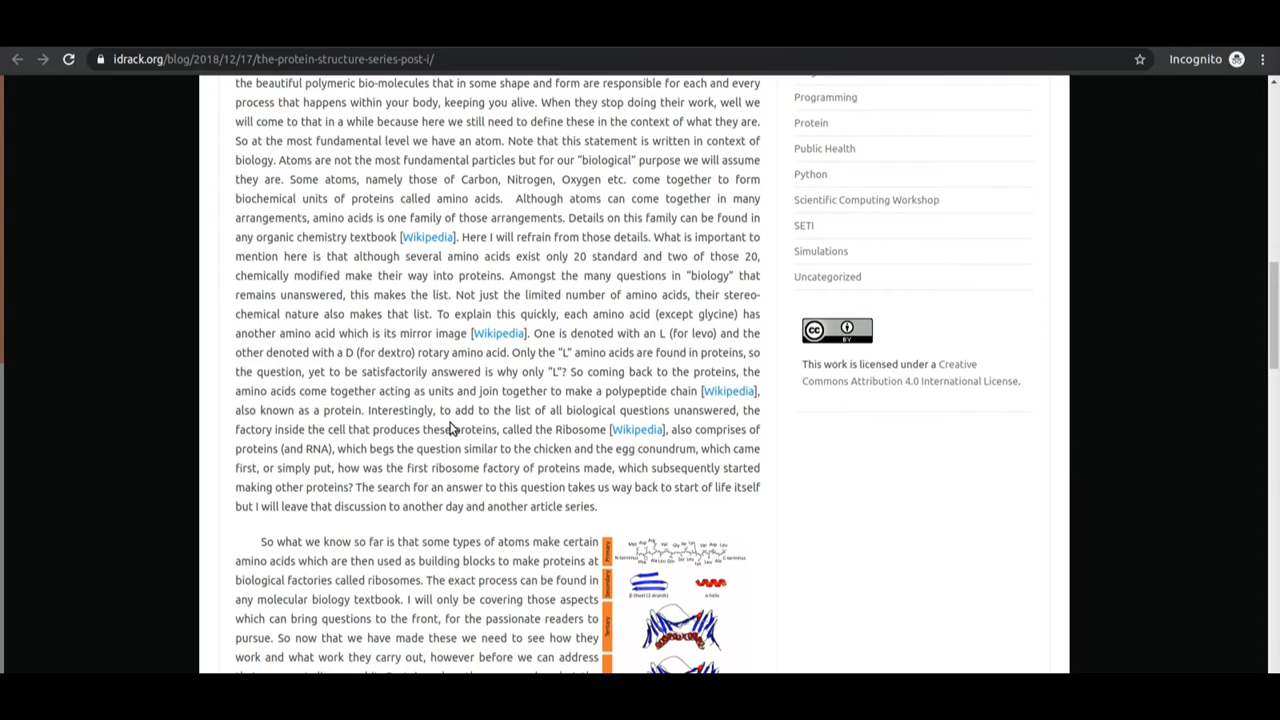 idrack.org/blog/2018/12/17/the-protein-structure-series-post-i/
Incognito
the beautiful polymeric bio-molecules that in some shape and form are responsible for each and every
process that happens within your body, keeping you alive. When they stop doing their work, well we
will come to that in a while because here we still need to define these in the context of what they are.
So at the most fundamental level we have an atom. Note that this statement is written in context of
biology. Atoms are not the most fundamental particles but for our "biological" purpose we will assume
they are. Some atoms, namely those of Carbon, Nitrogen, Oxygen etc. come together to form
biochemical units of proteins called amino acids. Although atoms can come together in many
arrangements, amino acids is one family of those arrangements. Details on this family can be found in
any organic chemistry textbook [Wikipedia]. Here I will refrain from those details. What is important to
mention here is that although several amino acids exist only 20 standard and two of those 20,
chemically modified make their way into proteins. Amongst the many questions in "biology" that
remains unanswered, this makes the list. Not just the limited number of amino acids, their stereo-
chemical nature also makes that list. To explain this quickly, each amino acid (except glycine) has
another amino acid which is its mirror image [Wikipedia]. One is denoted with an L (for levo) and the
other denoted with a D (for dextro) rotary amino acid. Only the "L" amino acids are found in proteins, so
the question, yet to be satisfactorily answered is why only "L"? So coming back to the proteins, the
amino acids come together acting as units and join together to make a polypeptide chain [Wikipedia],
also known as a protein. Interestingly, to add to the list of all biological questions unanswered, the
factory inside the cell that produces these proteins, called the Ribosome [Wikipedia], also comprises of
proteins (and RNA), which begs the question similar to the chicken and the egg conundrum, which came
first, or simply put, how was the first ribosome factory of proteins made, which subsequently started
making other proteins? The search for an answer to this question takes us way back to start of life itself
but I will leave that discussion to another day and another article series.
So what we know so far is that some types of atoms make certain
amino acids which are then used as building blocks to make proteins at
biological factories called ribosomes. The exact process can be found in
any molecular biology textbook. I will only be covering those aspects
which can bring questions to the front, for the passionate readers to
pursue. So now that we have made these we need to see how they
work and what work they carry out, however before we can address
Primary
N-terminus
C-terminus
Secondary
β-Sheet (3 strands)
α-helix
Tertiary
Programming
Protein
Public Health
Python
Scientific Computing Workshop
SETI
Simulations
Uncategorized
cc
BY
This work is licensed under a Creative
Commons Attribution 4.0 International License.